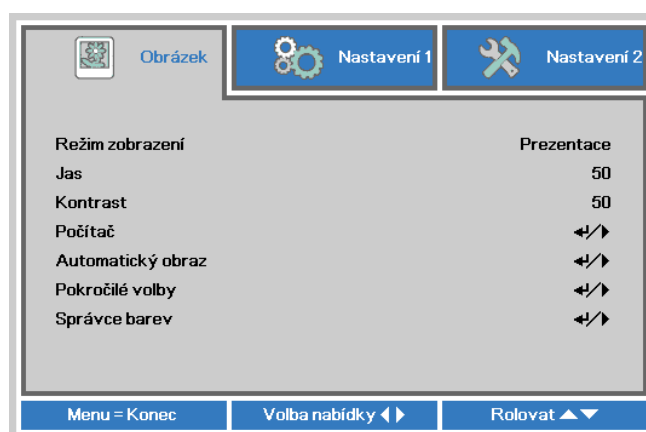 Obrázek Nastavení 1 Nastavení 2
Režim zobrazení Prezentace
Jas 50
Kontrast 50
Počítač
Automatický obraz
Pokročilé volby
Správce barev
Menu = Konec Volba nabídky Rolovat